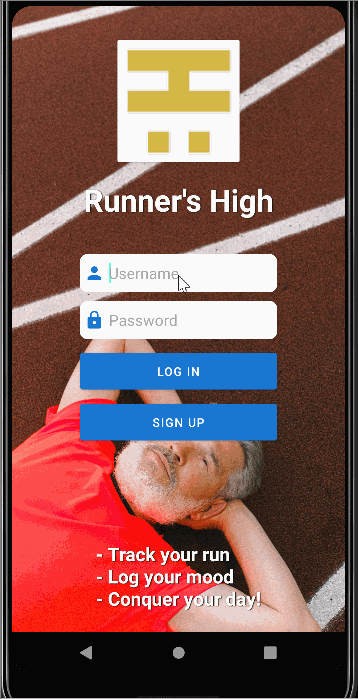 Runner's High
Username
Password
LOG IN
SIGN UP
- Track your run
- Log your mood
- Conquer your day!